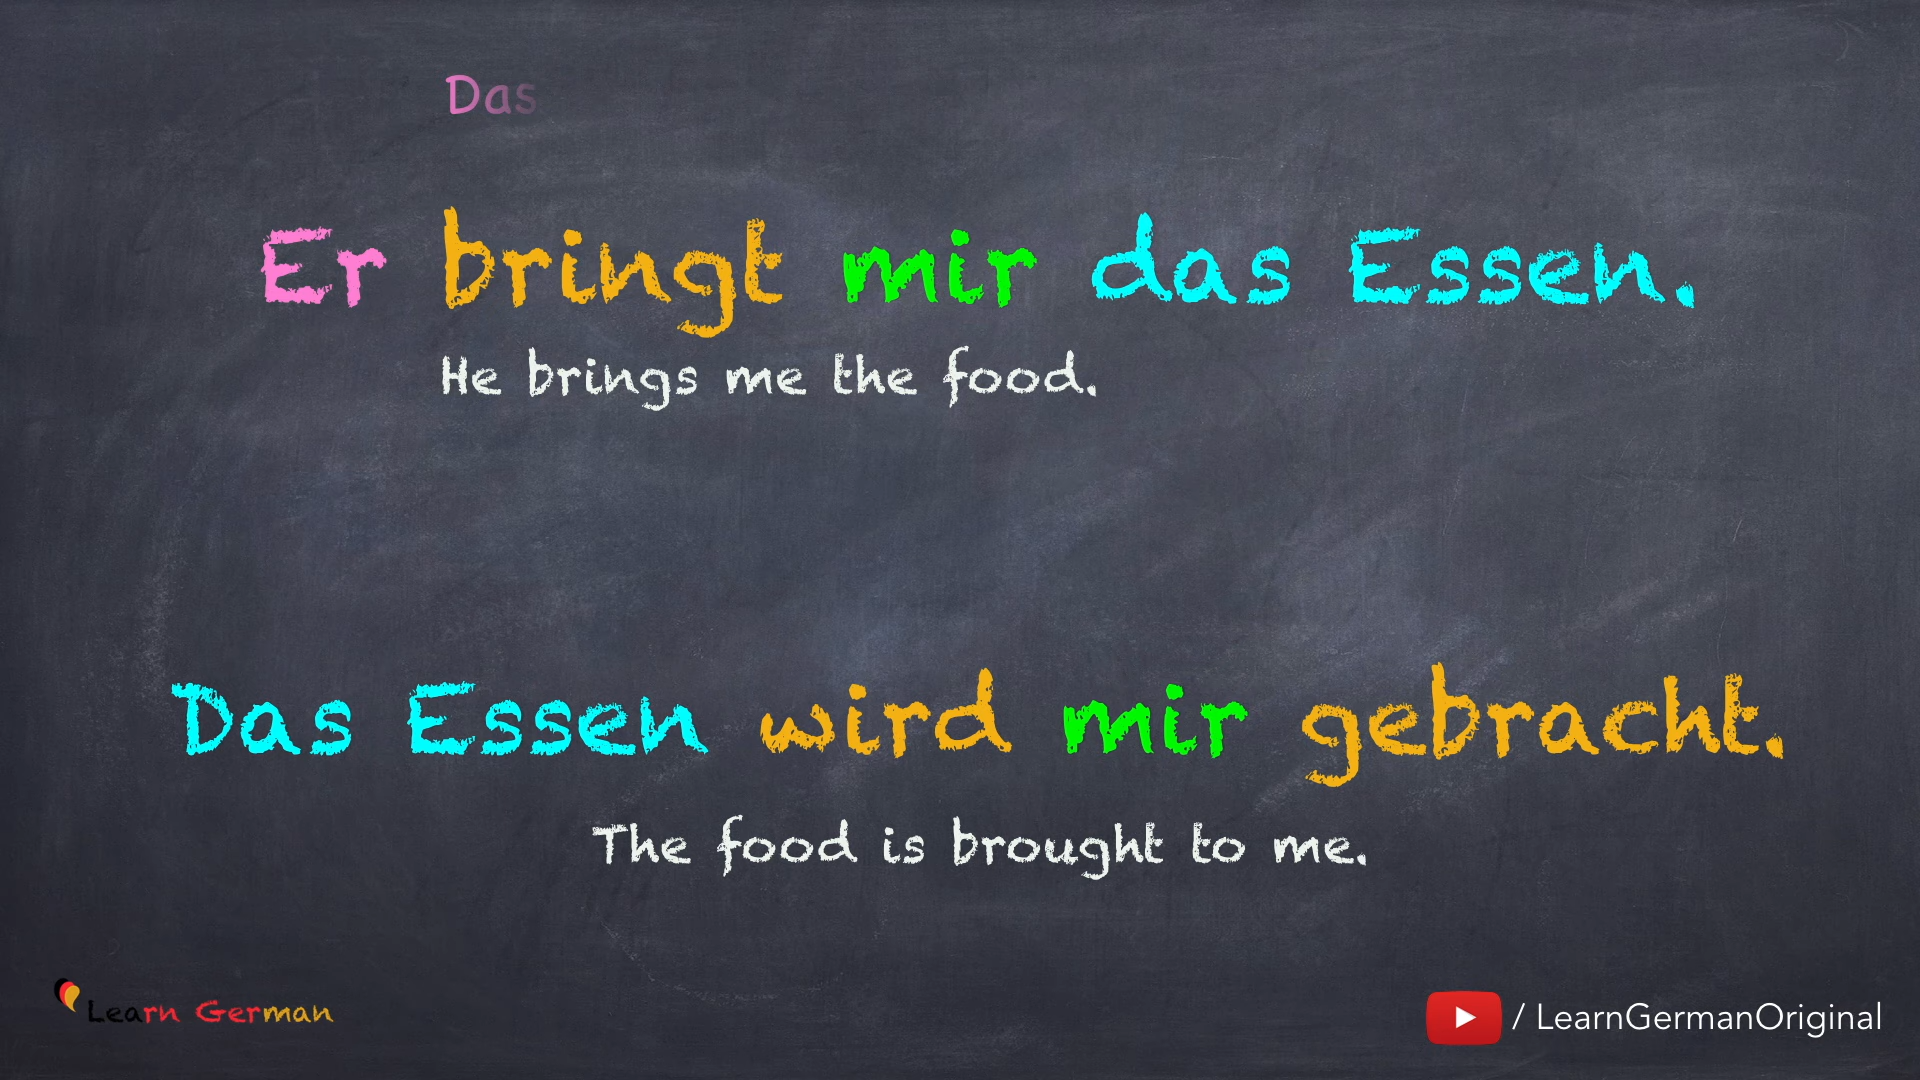 Das
Er bringt mir das Essen.
He brings me the food.
Das Essen wird mir gebracht.
The food is brought to me.
Learn German
/ LearnGermanOriginal